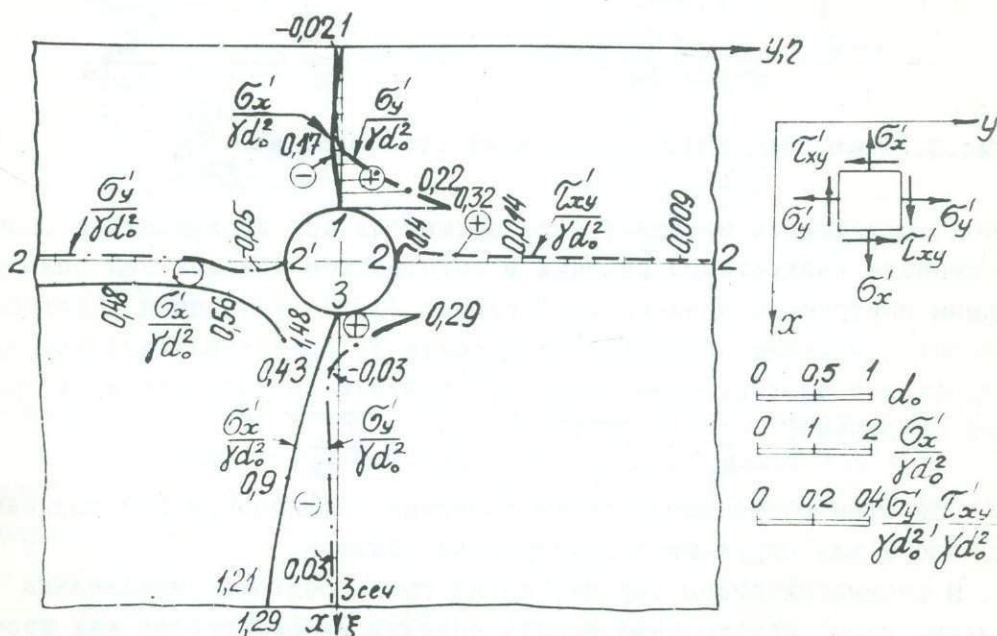 -0,02 1
y,2
σx'/γd₀²
σy'/γd₀²
0,17
0,22
0,32
σy'/γd₀²
-0,05
0,014
τxy'/γd₀²
0,009
2
2'
1
2
3
0,14
2
0,48
σx'/γd₀²
0,56
1,48
0,29
0,43
-0,03
σx'/γd₀²
σy'/γd₀²
0,9
0,03
1,21
3 сеч
1,29
x
ξ
y
τxy'
σx'
σy'
σy'
τxy'
σx
x
0 0,5 1 d₀
0 1 2 σx'/γd₀²
0 0,2 0,4 σy'/γd₀², τxy'/γd₀²